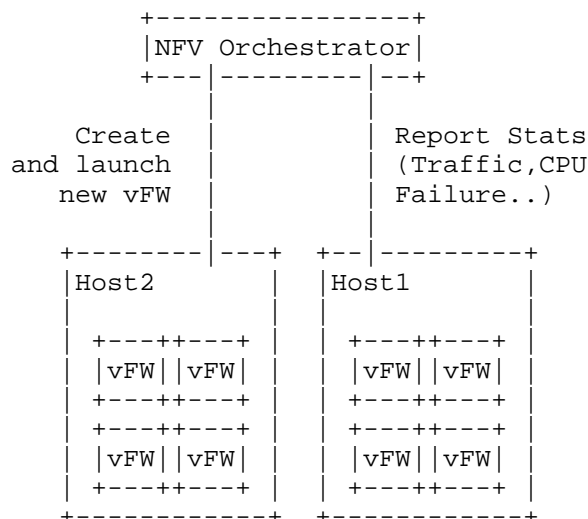 NFV Orchestrator
Create
and launch
new vFW
Report Stats
(Traffic,CPU
Failure..)
Host2
vFW vFW
vFW vFW
Host1
vFW vFW
vFW vFW